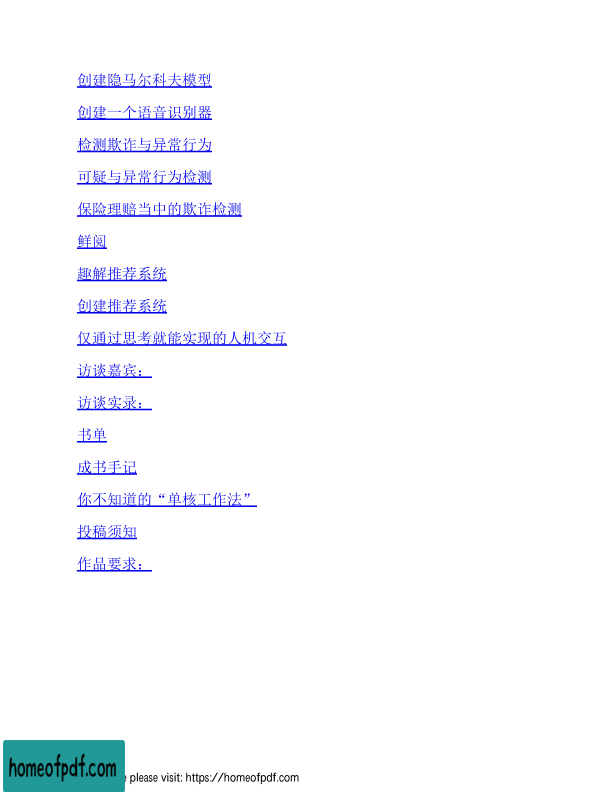 创建隐马尔科夫模型
创建一个语音识别器
检测欺诈与异常行为
可疑与异常行为检测
保险理赔当中的欺诈检测
鲜阅
趣解推荐系统
创建推荐系统
仅通过思考就能实现的人机交互
访谈嘉宾：
访谈实录：
书单
成书手记
你不知道的“单核工作法”
投稿须知
作品要求：
homeofpdf.com
please visit: https://homeofpdf.com